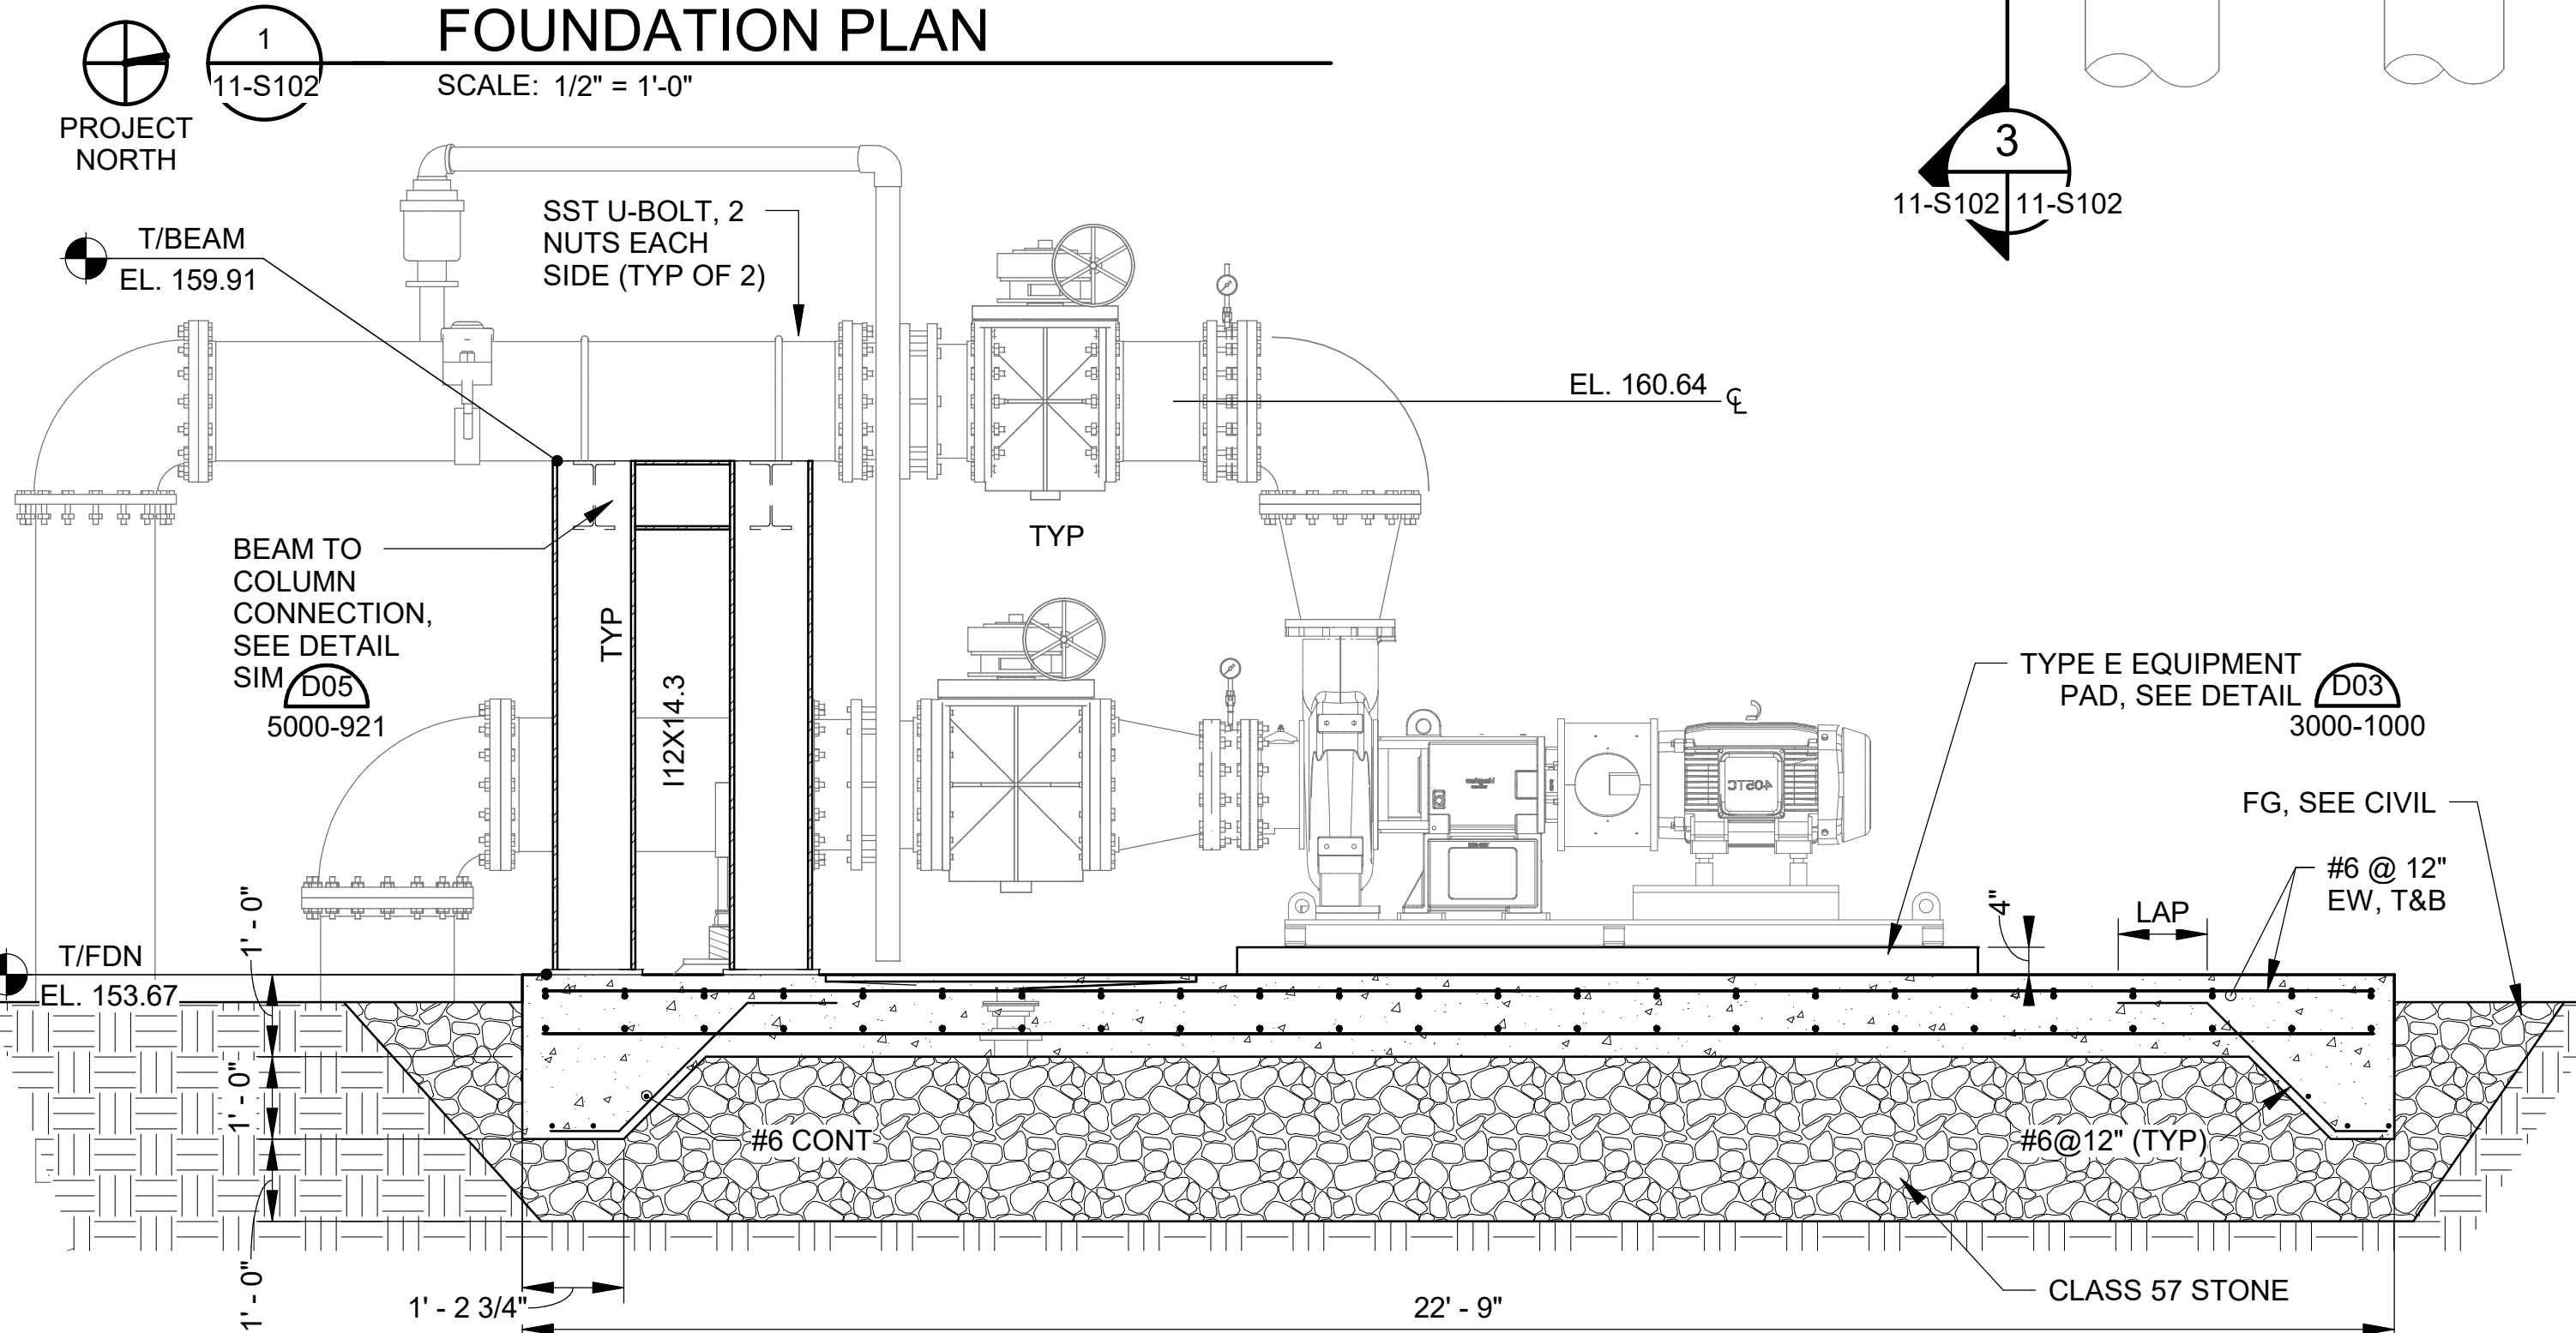 FOUNDATION PLAN
1
11-S102
SCALE: 1/2" = 1'-0"
PROJECT
NORTH
3
11-S102
11-S102
T/BEAM
EL. 159.91
SST U-BOLT, 2
NUTS EACH
SIDE (TYP OF 2)
EL. 160.64 ℄
TYP
BEAM TO
COLUMN
CONNECTION,
SEE DETAIL
SIM D05
5000-921
TYP
I12X14.3
TYPE E EQUIPMENT
PAD, SEE DETAIL D03
3000-1000
405TC
FG, SEE CIVIL
#6 @ 12"
EW, T&B
LAP
4"
T/FDN
EL. 153.67
1' - 0"
1' - 0"
1' - 0"
#6 CONT
#6@12" (TYP)
CLASS 57 STONE
1' - 2 3/4"
22' - 9"